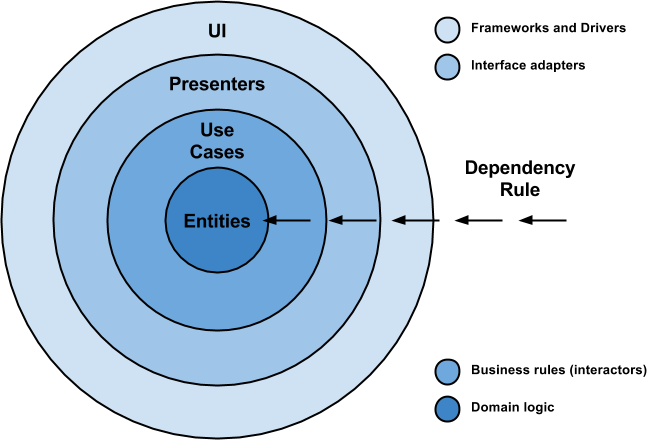 UI
Presenters
Use
Cases
Entities
Frameworks and Drivers
Interface adapters
Dependency
Rule
Business rules (interactors)
Domain logic